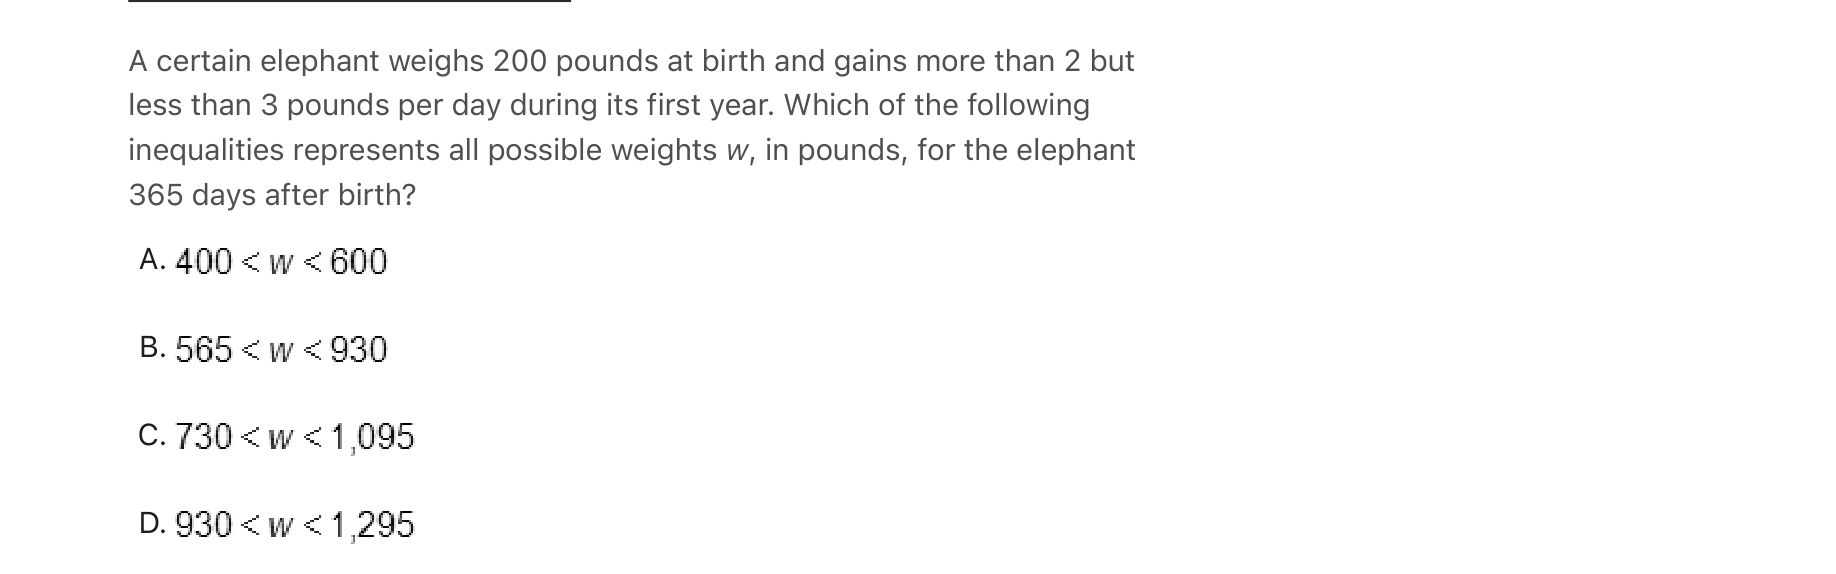 A certain elephant weighs 200 pounds at birth and gains more than 2 but
less than 3 pounds per day during its first year. Which of the following
inequalities represents all possible weights w, in pounds, for the elephant
365 days after birth?
A. 400 < w < 600
B. 565 < w < 930
C. 730 < w < 1,095
D. 930 < w < 1,295